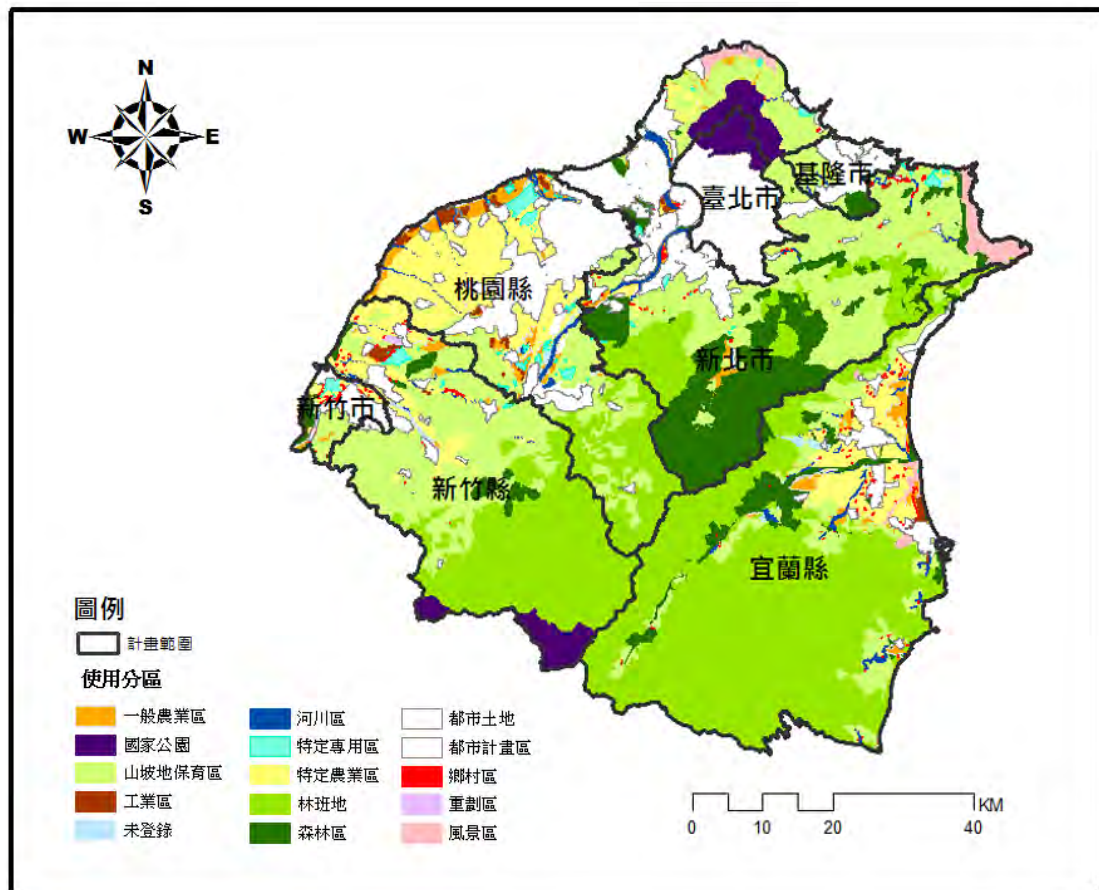 N
W E
S
基隆市
臺北市
桃園縣
新北市
新竹市
新竹縣
宜蘭縣
圖例
計畫範圍
使用分區
一般農業區 河川區 都市土地
國家公園 特定專用區 都市計畫區
山坡地保育區 特定農業區 鄉村區
工業區 林班地 重劃區
未登錄 森林區 風景區
KM
0 10 20 40